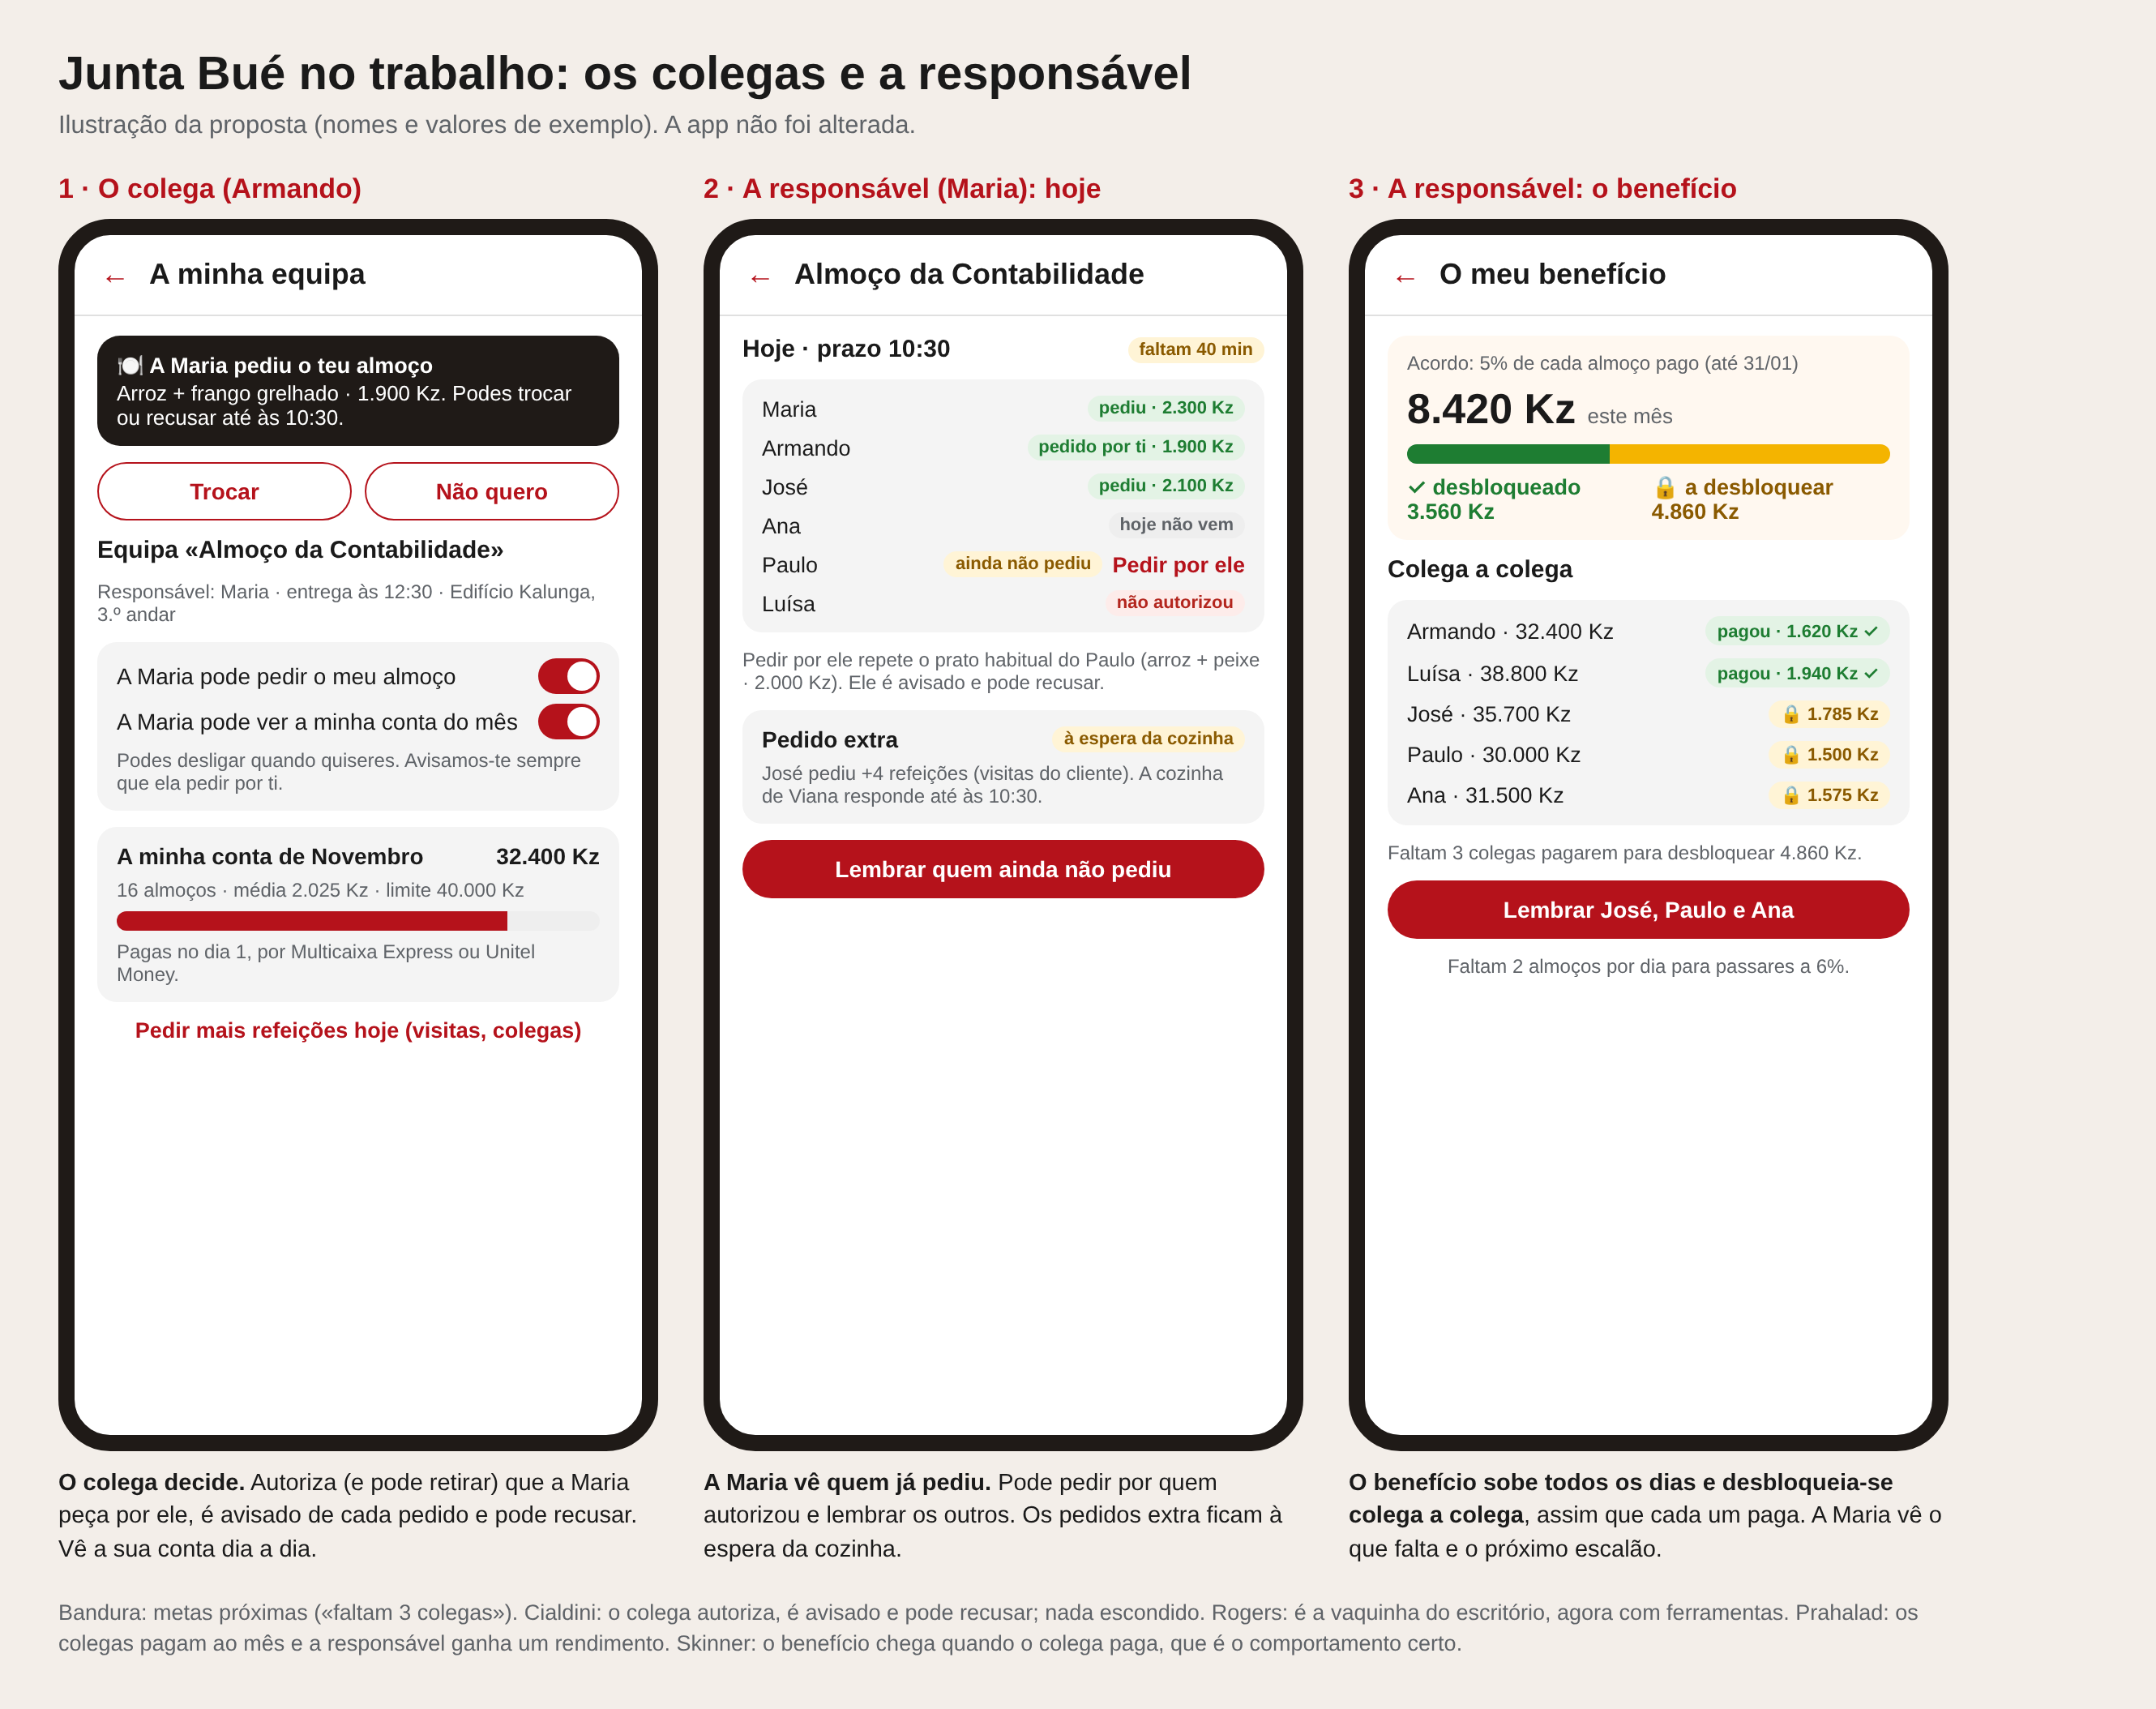 Junta Bué no trabalho: os colegas e a responsável
Ilustração da proposta (nomes e valores de exemplo). A app não foi alterada.
1 · O colega (Armando)
← A minha equipa
🍽️ A Maria pediu o teu almoço
Arroz + frango grelhado · 1.900 Kz. Podes trocar
ou recusar até às 10:30.
Trocar
Não quero
Equipa «Almoço da Contabilidade»
Responsável: Maria · entrega às 12:30 · Edifício Kalunga,
3.º andar
A Maria pode pedir o meu almoço
A Maria pode ver a minha conta do mês
Podes desligar quando quiseres. Avisamos-te sempre
que ela pedir por ti.
A minha conta de Novembro 32.400 Kz
16 almoços · média 2.025 Kz · limite 40.000 Kz
Pagas no dia 1, por Multicaixa Express ou Unitel
Money.
Pedir mais refeições hoje (visitas, colegas)
O colega decide. Autoriza (e pode retirar) que a Maria
peça por ele, é avisado de cada pedido e pode recusar.
Vê a sua conta dia a dia.
2 · A responsável (Maria): hoje
← Almoço da Contabilidade
Hoje · prazo 10:30 faltam 40 min
Maria pediu · 2.300 Kz
Armando pedido por ti · 1.900 Kz
José pediu · 2.100 Kz
Ana hoje não vem
Paulo ainda não pediu Pedir por ele
Luísa não autorizou
Pedir por ele repete o prato habitual do Paulo (arroz + peixe
· 2.000 Kz). Ele é avisado e pode recusar.
Pedido extra à espera da cozinha
José pediu +4 refeições (visitas do cliente). A cozinha
de Viana responde até às 10:30.
Lembrar quem ainda não pediu
A Maria vê quem já pediu. Pode pedir por quem
autorizou e lembrar os outros. Os pedidos extra ficam à
espera da cozinha.
3 · A responsável: o benefício
← O meu benefício
Acordo: 5% de cada almoço pago (até 31/01)
8.420 Kz este mês
✓ desbloqueado
3.560 Kz
🔒 a desbloquear
4.860 Kz
Colega a colega
Armando · 32.400 Kz pagou · 1.620 Kz ✓
Luísa · 38.800 Kz pagou · 1.940 Kz ✓
José · 35.700 Kz 🔒 1.785 Kz
Paulo · 30.000 Kz 🔒 1.500 Kz
Ana · 31.500 Kz 🔒 1.575 Kz
Faltam 3 colegas pagarem para desbloquear 4.860 Kz.
Lembrar José, Paulo e Ana
Faltam 2 almoços por dia para passares a 6%.
O benefício sobe todos os dias e desbloqueia-se
colega a colega, assim que cada um paga. A Maria vê o
que falta e o próximo escalão.
Bandura: metas próximas («faltam 3 colegas»). Cialdini: o colega autoriza, é avisado e pode recusar; nada escondido. Rogers: é a vaquinha do escritório, agora com ferramentas. Prahalad: os
colegas pagam ao mês e a responsável ganha um rendimento. Skinner: o benefício chega quando o colega paga, que é o comportamento certo.